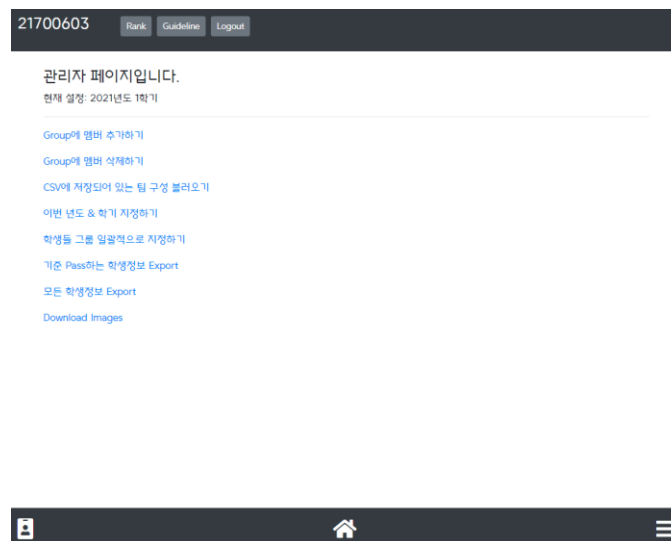 21700603 Rank Guideline Logout
관리자 페이지입니다.
현재 설정: 2021년도 1학기
Group에 멤버 추가하기
Group에 멤버 삭제하기
CSV에 저장되어 있는 팀 구성 불러오기
이번 년도 & 학기 지정하기
학생들 그룹 일괄적으로 지정하기
기준 Pass하는 학생정보 Export
모든 학생정보 Export
Download Images